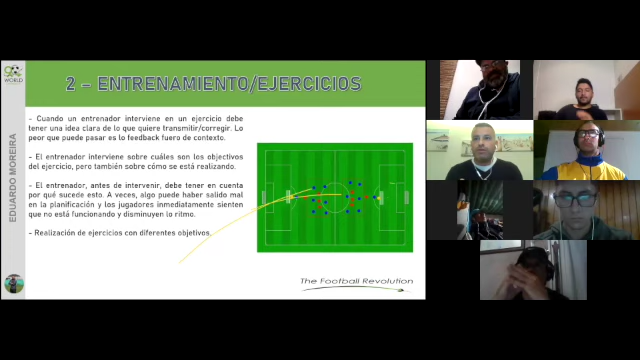 WORLD
2 – ENTRENAMIENTO/EJERCICIOS
EDUARDO MOREIRA
- Cuando un entrenador interviene en un ejercicio debe
tener una idea clara de lo que quiere transmitir/corregir. Lo
peor que puede pasar es lo feedback fuero de contexto.
- El entrenador interviene sobre cuáles son los objectivos
del ejercicio, pero también sobre cómo se está realizando.
- El entrenador, antes de intervenir, debe tener en cuenta
por qué sucede esto. A veces, algo puede haber salido mal
en la planificación y los jugadores inmediatamente sienten
que no está funcionando y disminuyen lo ritmo.
- Realización de ejercicios con diferentes objetivos.
The Football Revolution